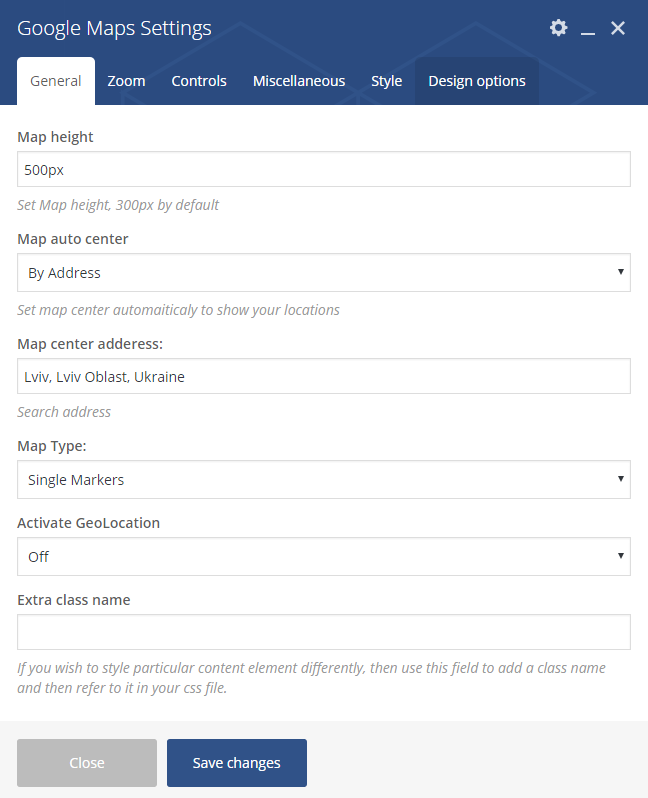 Google Maps Settings
General Zoom Controls Miscellaneous Style Design options
Map height
500px
Set Map height, 300px by default
Map auto center
By Address
Set map center automaiticaly to show your locations
Map center adderess:
Lviv, Lviv Oblast, Ukraine
Search address
Map Type:
Single Markers
Activate GeoLocation
Off
Extra class name
If you wish to style particular content element differently, then use this field to add a class name
and then refer to it in your css file.
Close Save changes